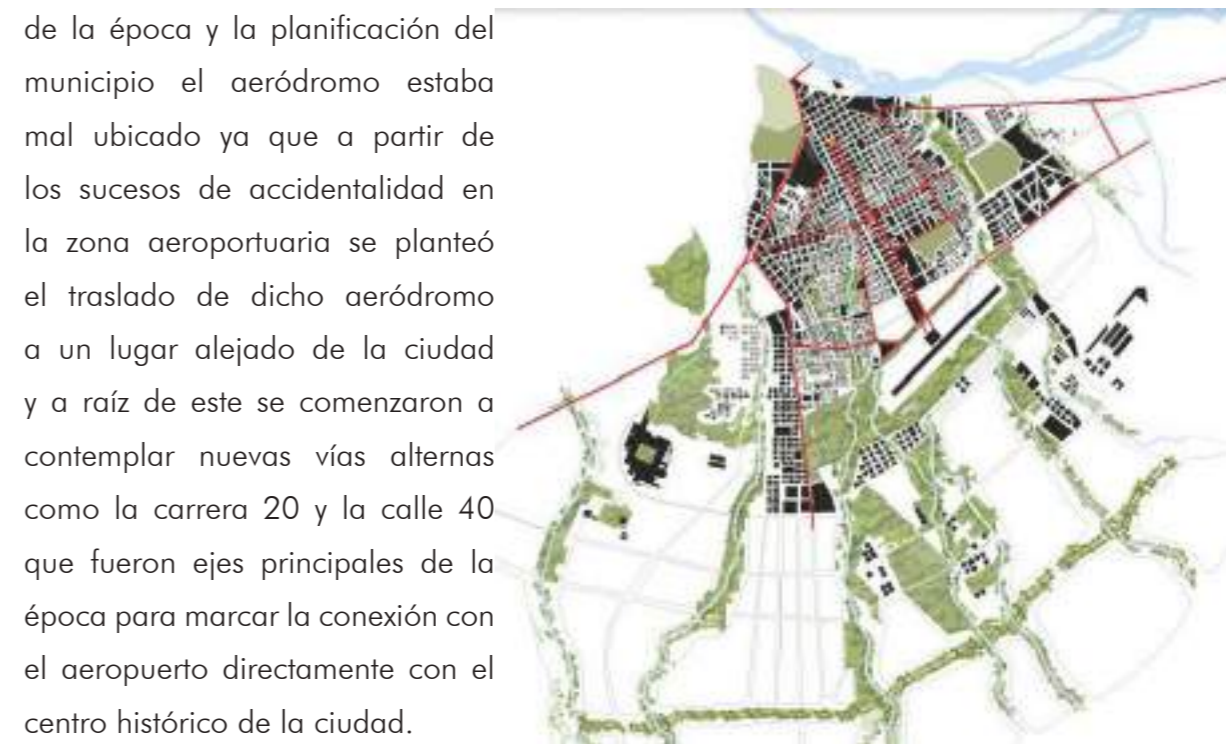 de la época y la planificación del
municipio el aeródromo estaba
mal ubicado ya que a partir de
los sucesos de accidentalidad en
la zona aeroportuaria se planteó
el traslado de dicho aeródromo
a un lugar alejado de la ciudad
y a raíz de este se comenzaron a
contemplar nuevas vías alternas
como la carrera 20 y la calle 40
que fueron ejes principales de la
época para marcar la conexión con
el aeropuerto directamente con el
centro histórico de la ciudad.